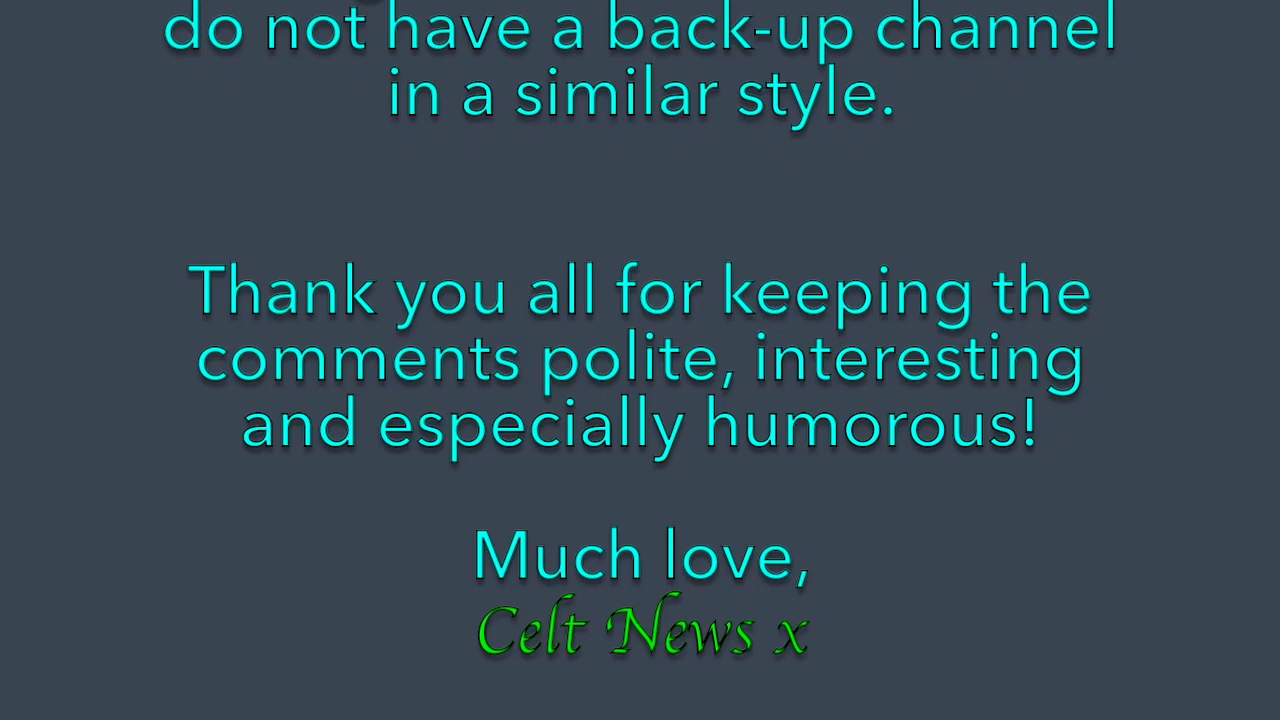 do not have a back-up channel
in a similar style.
Thank you all for keeping the
comments polite, interesting
and especially humorous!
Much love,
Celt News x